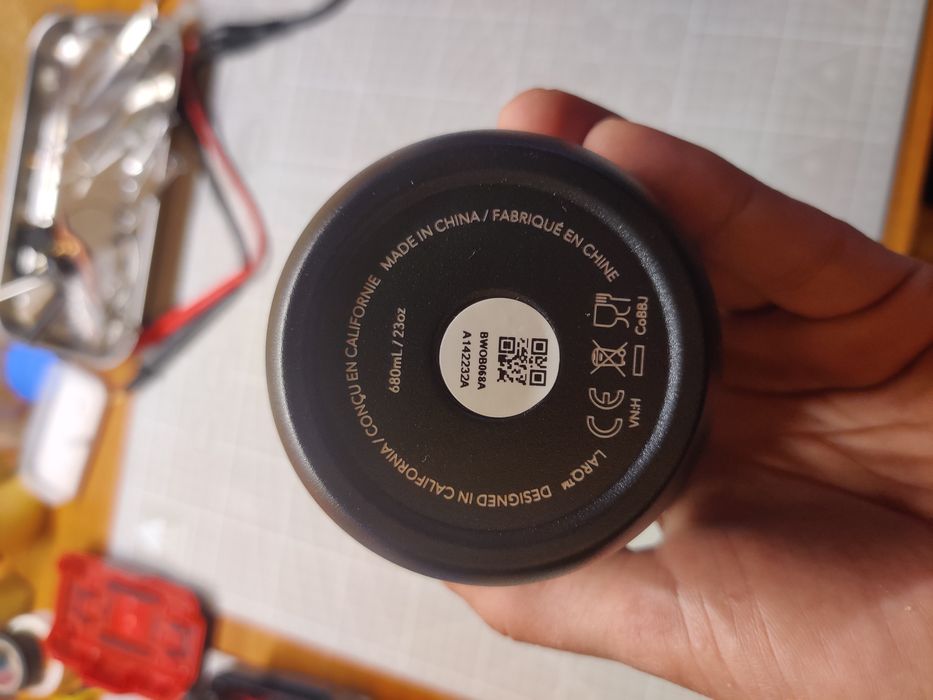 LARQ™ DESIGNED IN CALIFORNIA / CONÇU EN CALIFORNIE MADE IN CHINA / FABRIQUÉ EN CHINE
680mL / 23oz
BWOB068A
A142232A
CE
VN:H
CoBBJ